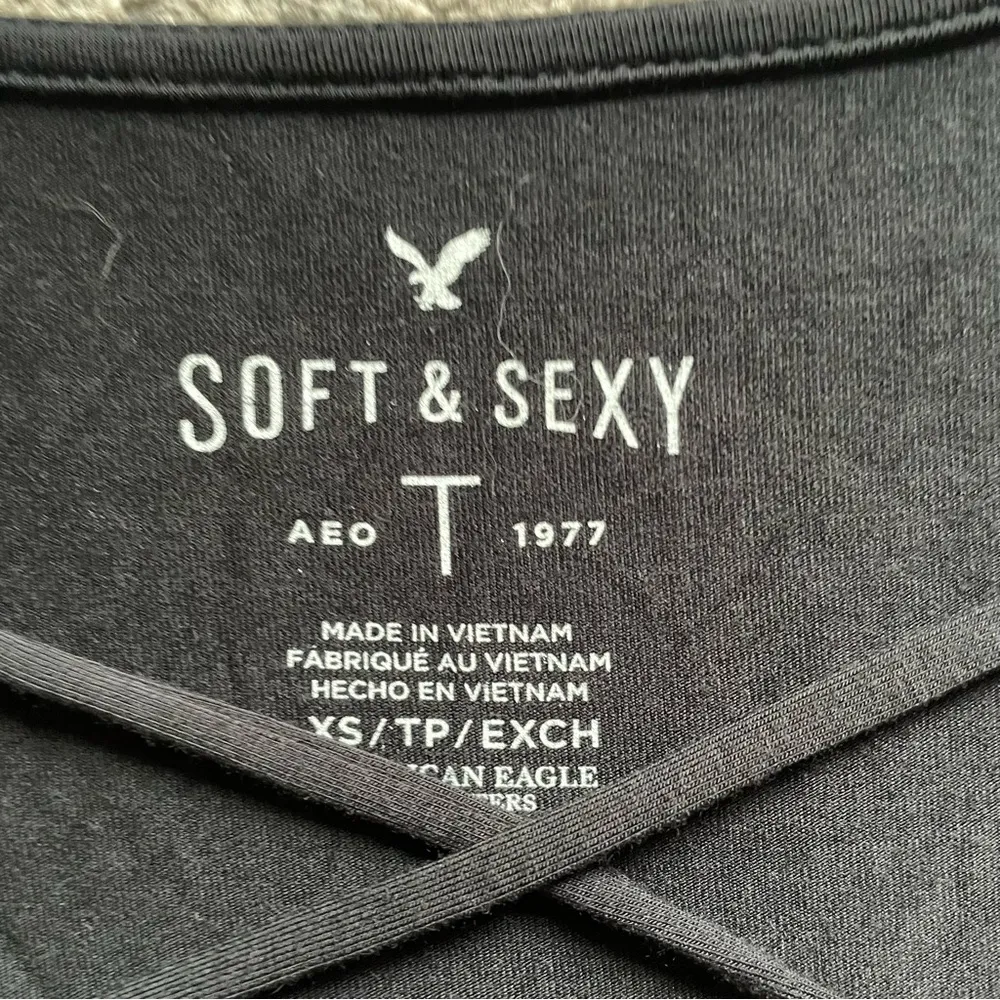 SOFT & SEXY
T
AEO 1977
MADE IN VIETNAM
FABRIQUÉ AU VIETNAM
HECHO EN VIETNAM
XS/TP/EXCH
EAGLE